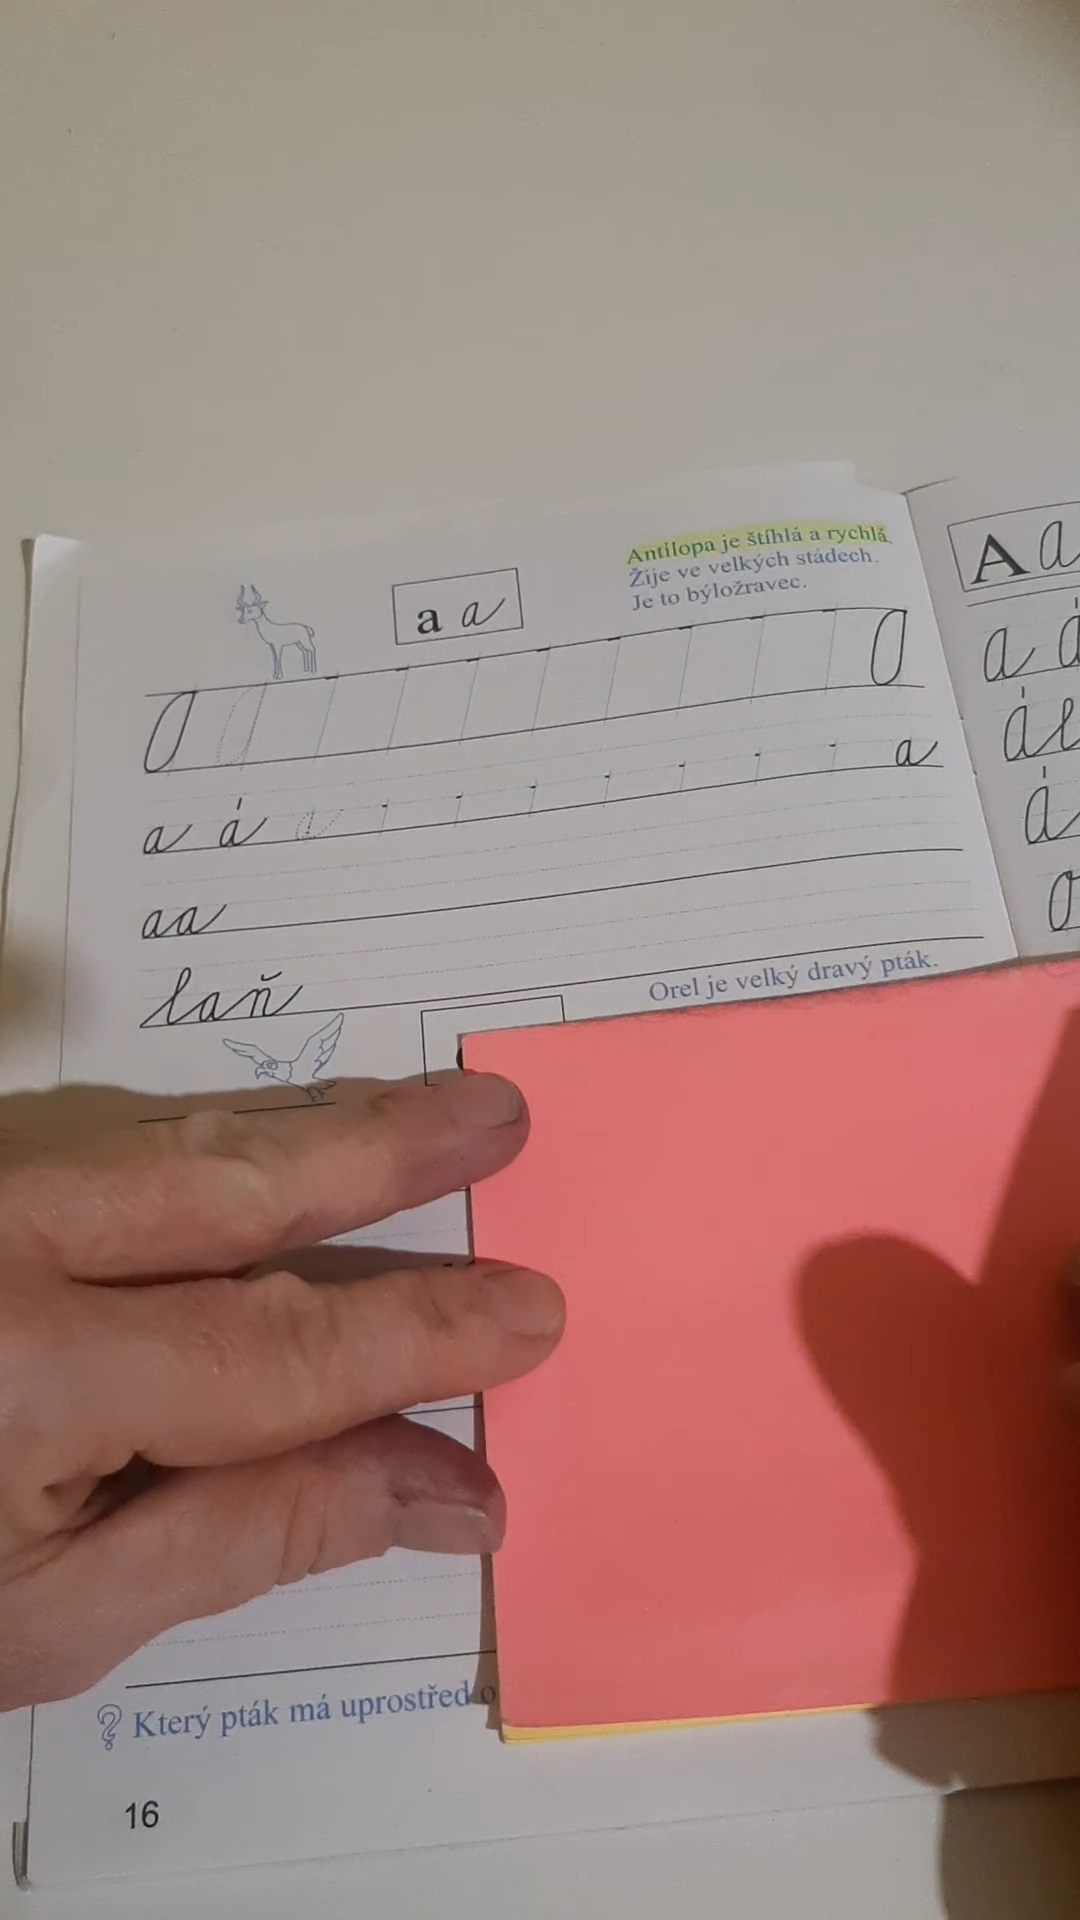 Antilopa je štíhlá a rychlá.
Žije ve velkých stádech.
Je to býložravec.
a a
O O
a á a a
aa
laň
Orel je velký dravý pták.
Který pták má uprostřed
16
A a
a á
á